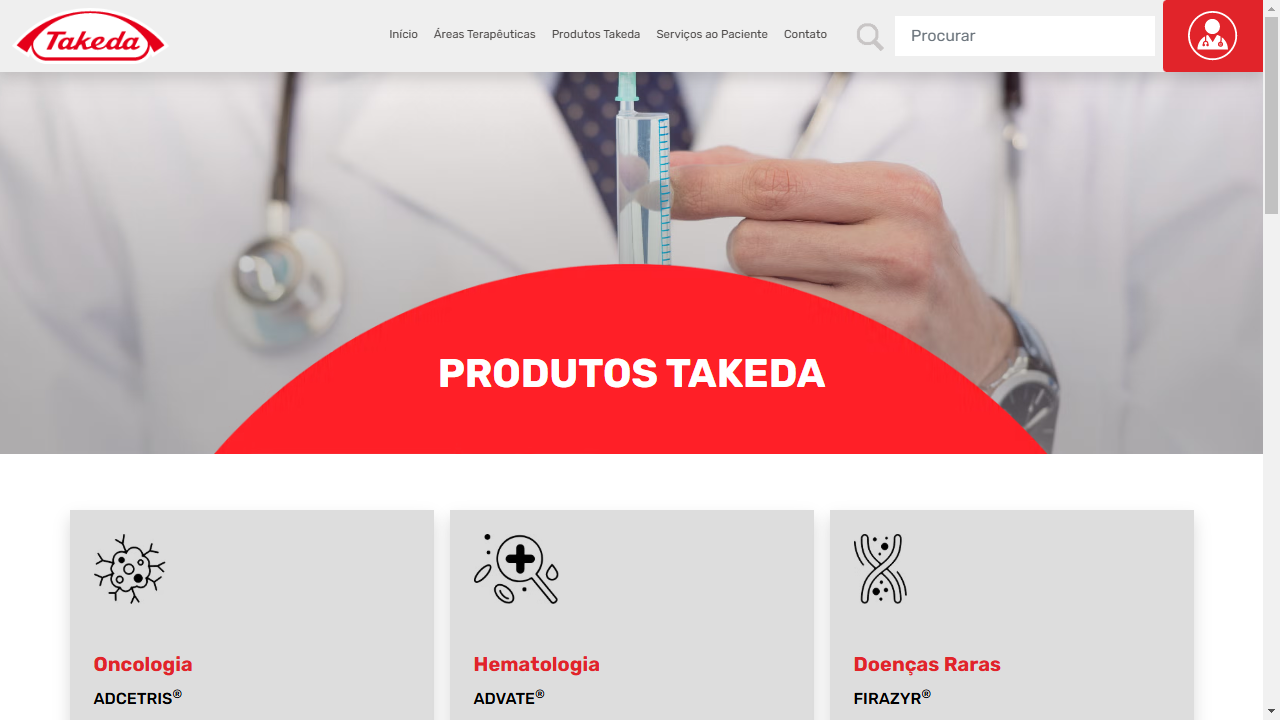 Takeda
Início Áreas Terapêuticas Produtos Takeda Serviços ao Paciente Contato Procurar
PRODUTOS TAKEDA
Oncologia
ADCETRIS®
Hematologia
ADVATE®
Doenças Raras
FIRAZYR®